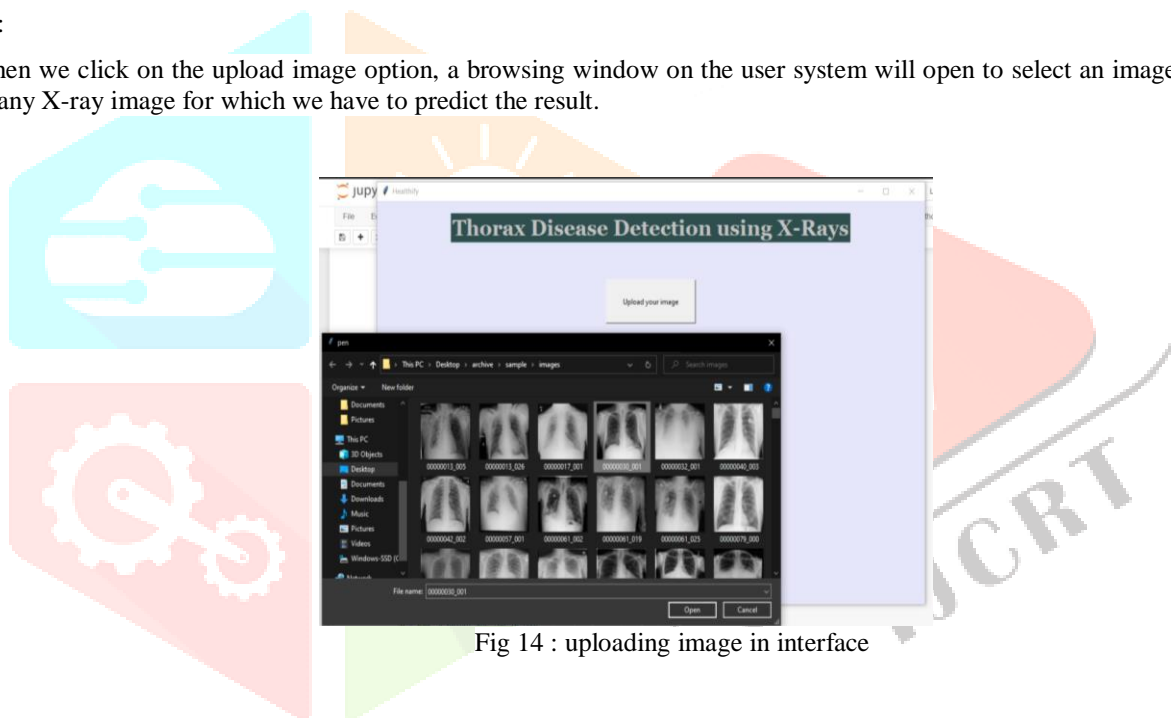 :
hen we click on the upload image option, a browsing window on the user system will open to select an image
any X-ray image for which we have to predict the result.
jupy
Healthify
File
Thorax Disease Detection using X-Rays
Upload your image
pen
This PC > Desktop > archive > sample > images
Search images
Organize
New folder
Documents
Pictures
This PC
3D Objects
Desktop
Documents
Downloads
Music
Pictures
Videos
Windows-SSD (C
Network
00000013_005 00000013_026 00000017_001 00000030_001 00000032_001 00000040_003
00000042_002 00000057_001 00000061_002 00000061_019 00000061_025 00000079_000
File name: 00000030_001
Open Cancel
IJCRT
Fig 14 : uploading image in interface